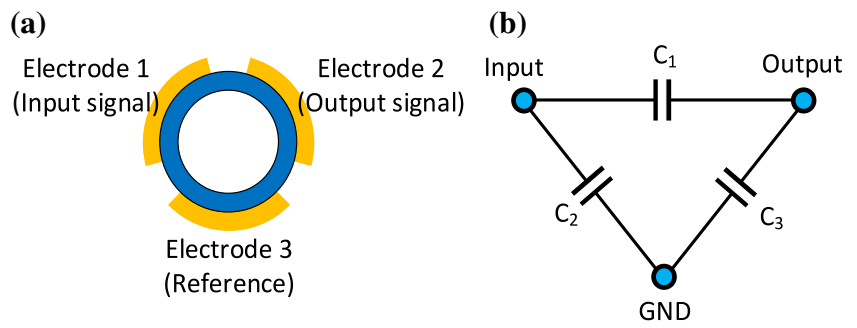 (a)
Electrode 1
(Input signal)
Electrode 2
(Output signal)
Electrode 3
(Reference)
(b)
Input
C₁
Output
C₂
C₃
GND